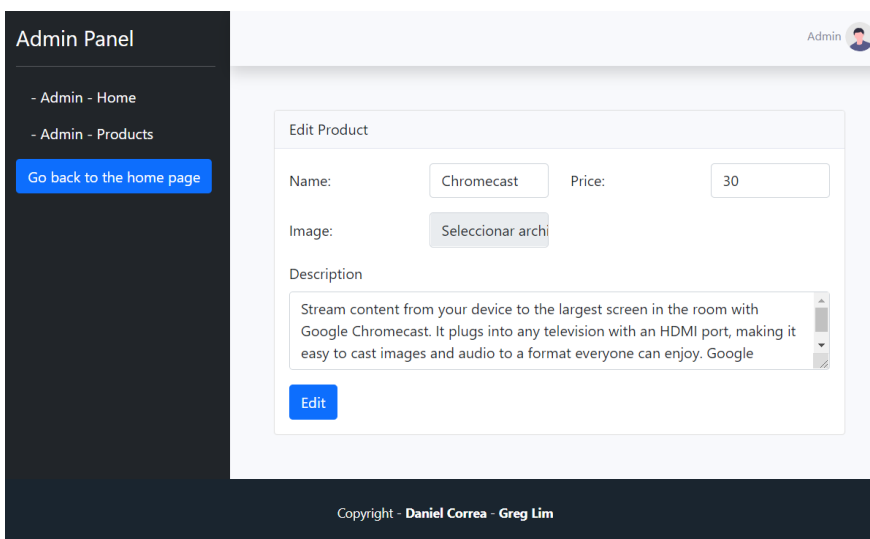 Admin Panel
Admin
- Admin - Home
- Admin - Products
Go back to the home page
Edit Product
Name:
Chromecast
Price:
30
Image:
Seleccionar archi
Description
Stream content from your device to the largest screen in the room with
Google Chromecast. It plugs into any television with an HDMI port, making it
easy to cast images and audio to a format everyone can enjoy. Google
Edit
Copyright - Daniel Correa - Greg Lim